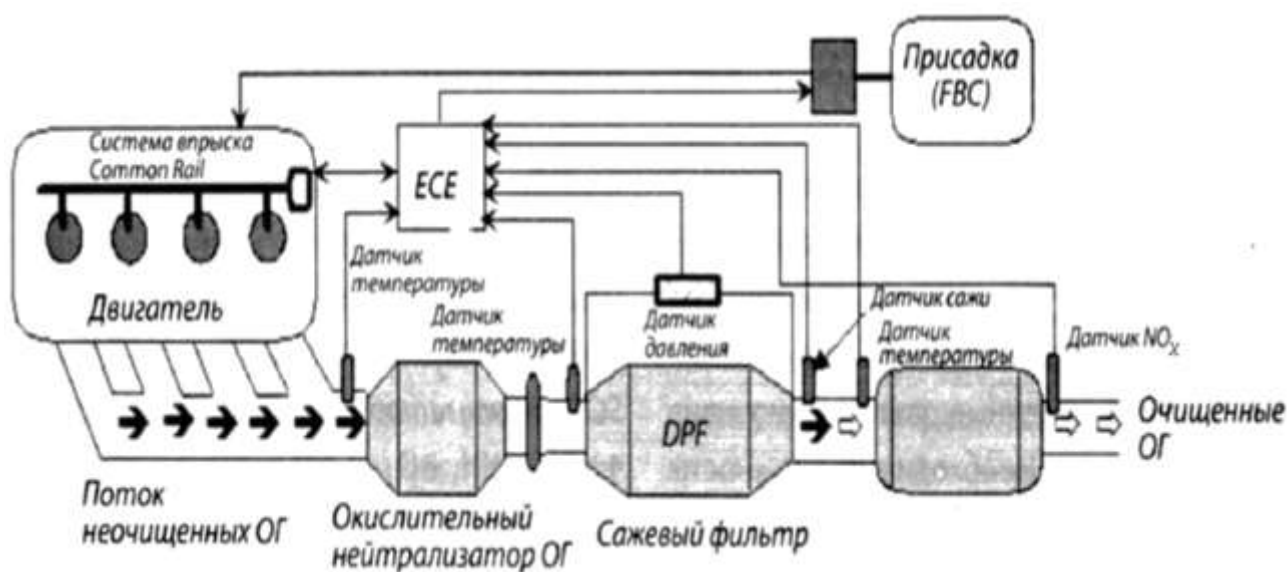 Присадка
(FBC)
Система впрыска
Common Rail
ECE
Двигатель
Датчик
температуры
Датчик
температуры
Датчик
давления
Датчик сажи
Датчик
температуры
Датчик NOx
DPF
Очищенные
ОГ
Поток
неочищенных ОГ
Окислительный
нейтрализатор ОГ
Сажевый фильтр